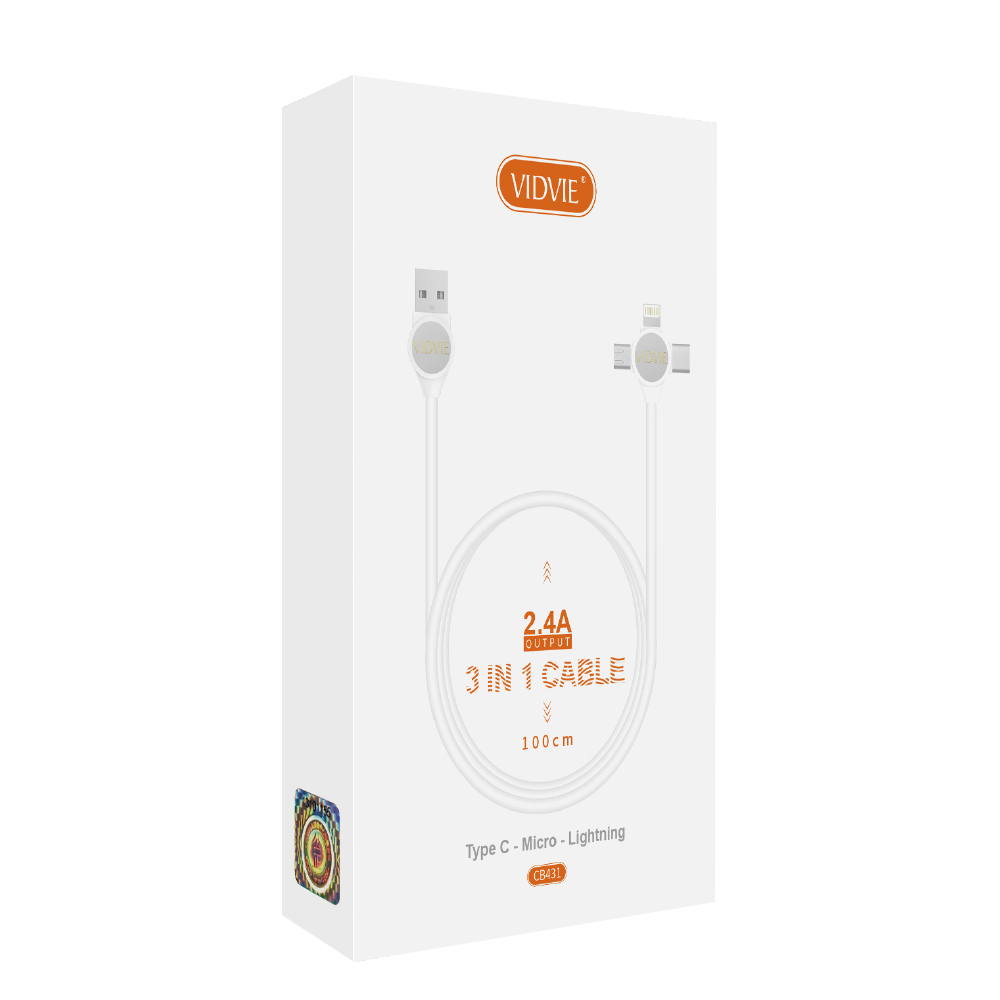 VIDVIE®
VIDVIE
VIDVIE
2.4A
OUTPUT
3 IN 1 CABLE
100cm
Type C - Micro - Lightning
CB431